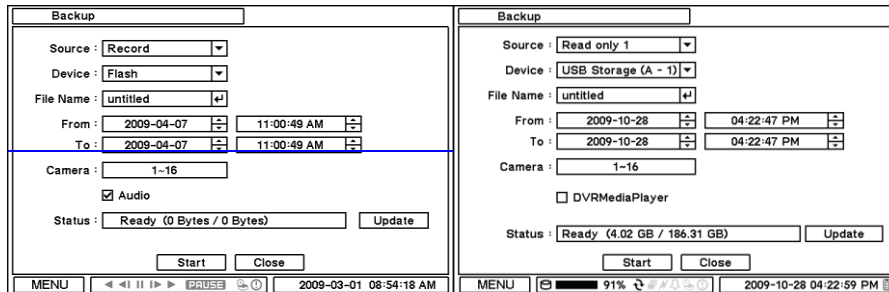 Backup
Source : Record
Device : Flash
File Name : untitled
From : 2009-04-07 11:00:49 AM
To : 2009-04-07 11:00:49 AM
Camera : 1~16
Audio
Status : Ready (0 Bytes / 0 Bytes) Update
Start Close
MENU PAUSE 2009-03-01 08:54:18 AM
Backup
Source : Read only 1
Device : USB Storage (A - 1)
File Name : untitled
From : 2009-10-28 04:22:47 PM
To : 2009-10-28 04:22:47 PM
Camera : 1~16
DVRMediaPlayer
Status : Ready (4.02 GB / 186.31 GB) Update
Start Close
MENU 91% 2009-10-28 04:22:59 PM